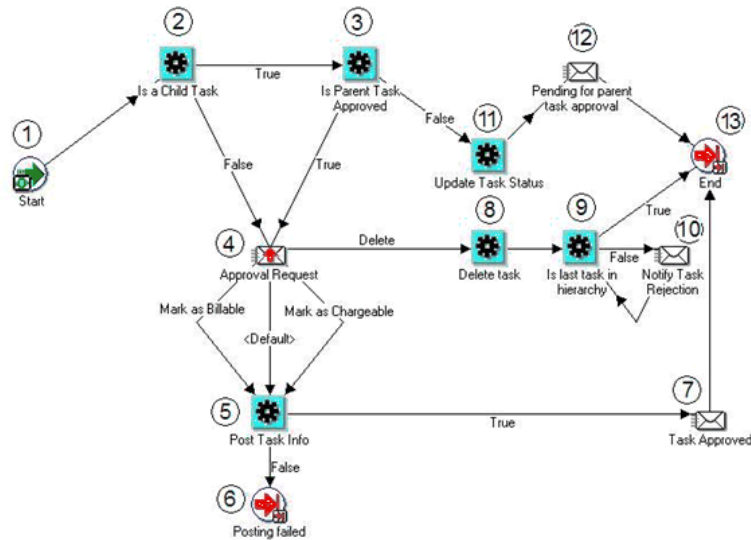 2
3
12
Is a Child Task
True
Is Parent Task
Approved
Pending for parent
task approval
1
Start
False
True
False
11
Update Task Status
13
End
4
Approval Request
Delete
8
Delete task
9
Is last task in
hierarchy
True
False
10
Notify Task
Rejection
Mark as Billable
<Default>
Mark as Chargeable
5
Post Task Info
True
7
Task Approved
False
6
Posting failed